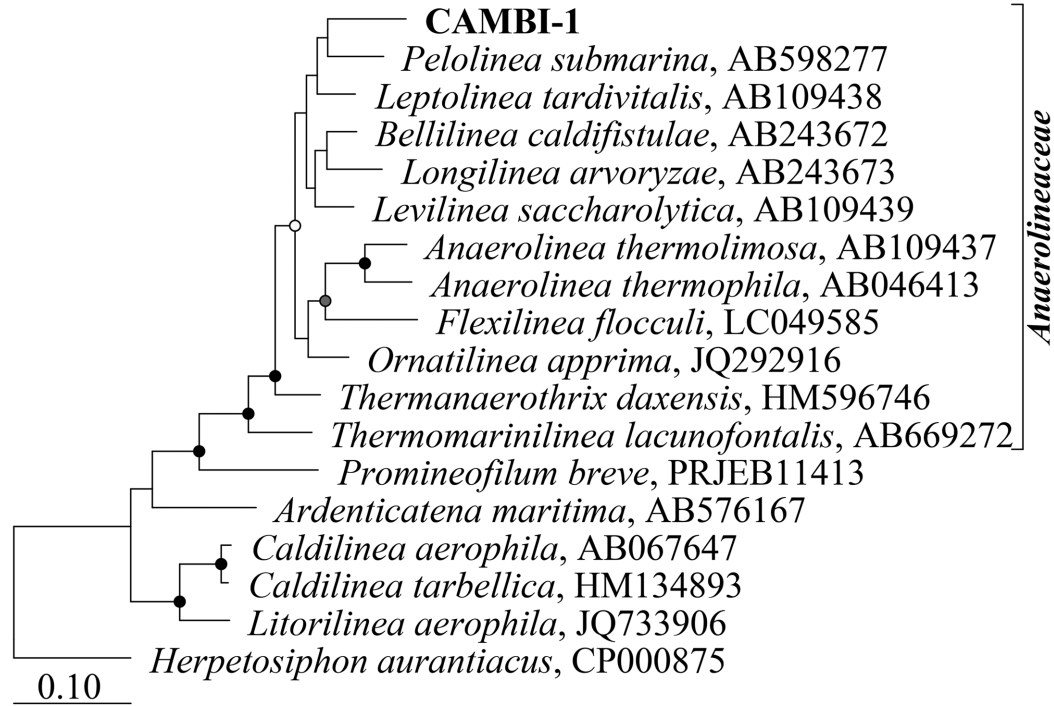 CAMBI-1
Pelolinea submarina, AB598277
Leptolinea tardivitalis, AB109438
Bellilinea caldifistulae, AB243672
Longilinea arvoryzae, AB243673
Levilinea saccharolytica, AB109439
Anaerolinea thermolimosa, AB109437
Anaerolinea thermophila, AB046413
Flexilinea flocculi, LC049585
Ornatilinea apprima, JQ292916
Thermanaerothrix daxensis, HM596746
Thermomarinilinea lacunofontalis, AB669272
Promineofilum breve, PRJEB11413
Ardenticatena maritima, AB576167
Caldilinea aerophila, AB067647
Caldilinea tarbellica, HM134893
Litorilinea aerophila, JQ733906
Herpetosiphon aurantiacus, CP000875
0.10
Anaerolineaceae